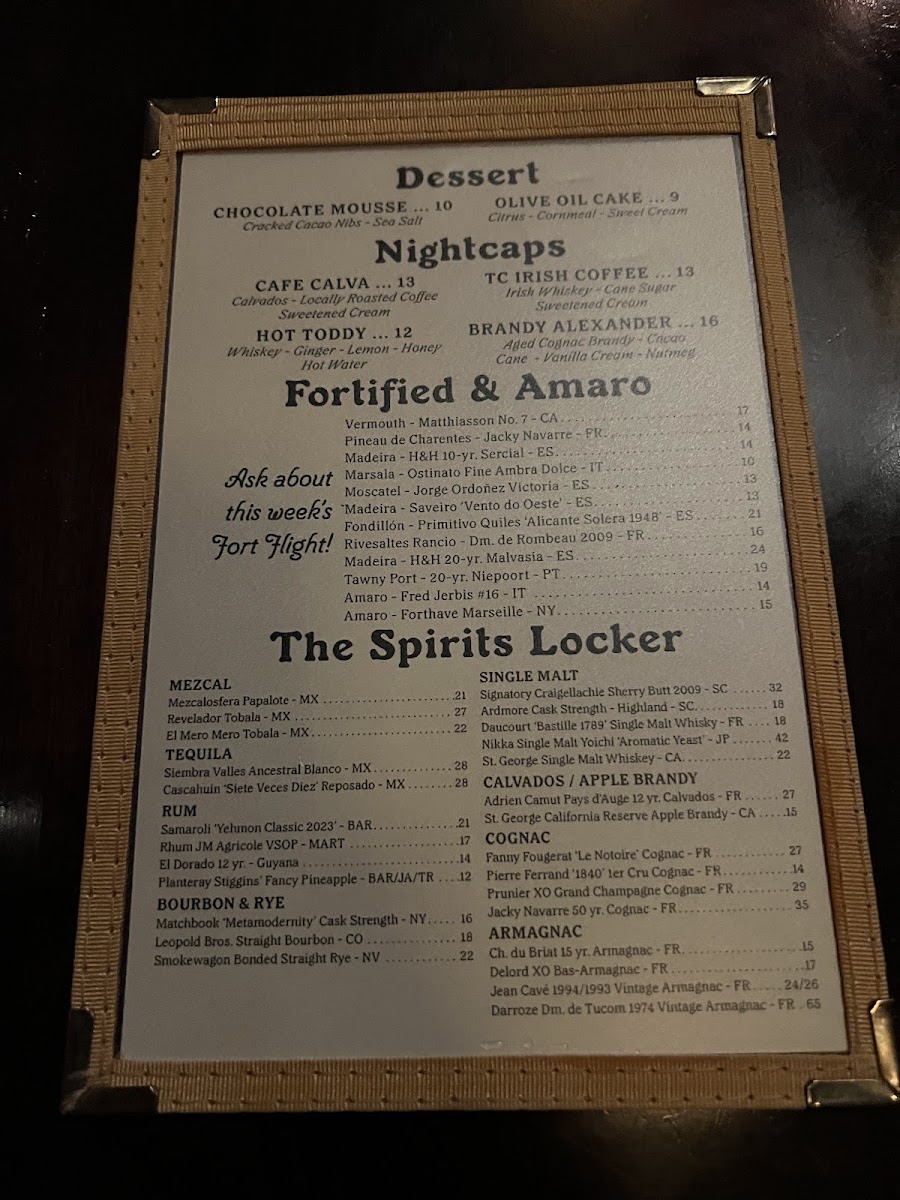 Dessert
CHOCOLATE MOUSSE ... 10
Cracked Cacao Nibs - Sea Salt
OLIVE OIL CAKE ... 9
Citrus - Cornmeal - Sweet Cream
Nightcaps
CAFE CALVA ... 13
Calvados - Locally Roasted Coffee
Sweetened Cream
TC IRISH COFFEE ... 13
Irish Whiskey - Cane Sugar
Sweetened Cream
HOT TODDY ... 12
Whiskey - Ginger - Lemon - Honey
Hot Water
BRANDY ALEXANDER ... 16
Aged Cognac Brandy - Cacao
Cane - Vanilla Cream - Nutmeg
Fortified & Amaro
Ask about
this week's
Fort Flight!
Vermouth - Matthiasson No. 7 - CA 17
Pineau de Charentes - Jacky Navarre - FR 14
Madeira - H&H 10-yr. Sercial - ES 14
Marsala - Ostinato Fine Ambra Dolce - IT 10
Moscatel - Jorge Ordoñez Victoria - ES 13
Madeira - Saveiro 'Vento do Oeste' - ES 13
Fondillón - Primitivo Quiles 'Alicante Solera 1948' - ES 21
Rivesaltes Rancio - Dm. de Rombeau 2009 - FR 16
Madeira - H&H 20-yr. Malvasia - ES 24
Tawny Port - 20-yr. Niepoort - PT 19
Amaro - Fred Jerbis #16 - IT 14
Amaro - Forthave Marseille - NY 15
The Spirits Locker
MEZCAL
Mezcalosfera Papalote - MX 21
Revelador Tobala - MX 27
El Mero Mero Tobala - MX 22
TEQUILA
Siembra Valles Ancestral Blanco - MX 28
Cascahuin 'Siete Veces Diez' Reposado - MX 28
RUM
Samaroli 'Yehmon Classic 2023' - BAR 21
Rhum JM Agricole VSOP - MART 17
El Dorado 12 yr. - Guyana 14
Planteray Stiggins' Fancy Pineapple - BAR/JA/TR 12
BOURBON & RYE
Matchbook 'Metamodernity' Cask Strength - NY 16
Leopold Bros. Straight Bourbon - CO 18
Smokewagon Bonded Straight Rye - NV 22
SINGLE MALT
Signatory Craigellachie Sherry Butt 2009 - SC 32
Ardmore Cask Strength - Highland - SC 18
Daucourt 'Bastille 1789' Single Malt Whisky - FR 18
Nikka Single Malt Yoichi 'Aromatic Yeast' - JP 42
St. George Single Malt Whiskey - CA 22
CALVADOS / APPLE BRANDY
Adrien Camut Pays d'Auge 12 yr. Calvados - FR 27
St. George California Reserve Apple Brandy - CA 15
COGNAC
Fanny Fougerat 'Le Notoire' Cognac - FR 27
Pierre Ferrand '1840' 1er Cru Cognac - FR 14
Prunier XO Grand Champagne Cognac - FR 29
Jacky Navarre 50 yr. Cognac - FR 35
ARMAGNAC
Ch. du Briat 15 yr. Armagnac - FR 15
Delord XO Bas-Armagnac - FR 17
Jean Cavé 1994/1993 Vintage Armagnac - FR 24/26
Darroze Dm. de Tucom 1974 Vintage Armagnac - FR 65